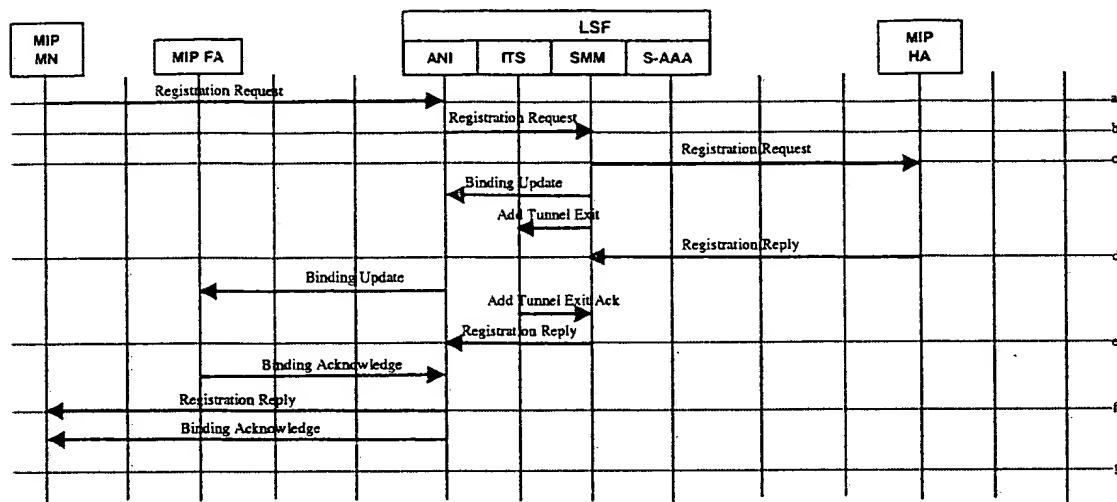 LSF
MIP
MN
MIP FA
ANI
ITS
SMM
S-AAA
MIP
HA
Registration Request
a
Registration Request
b
Registration Request
c
Binding Update
Add Tunnel Exit
Registration Reply
d
Binding Update
Add Tunnel Exit Ack
Registration Reply
e
Binding Acknowledge
Registration Reply
f
Binding Acknowledge
g